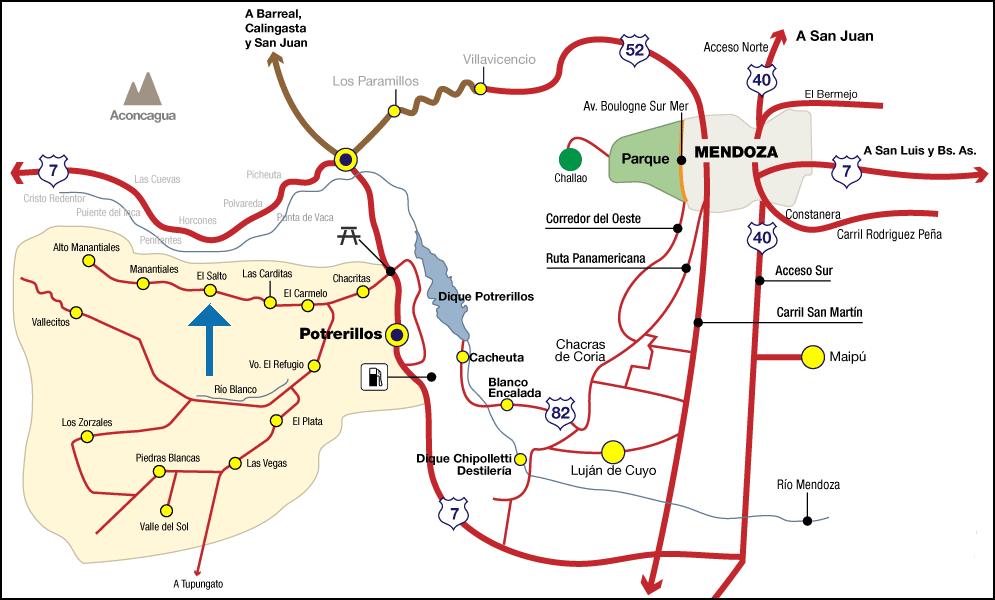 A Barreal,
Calingasta
y San Juan
Villavicencio
52
Acceso Norte
A San Juan
40
Los Paramillos
El Bermejo
Aconcagua
Av. Boulogne Sur Mer
Parque
MENDOZA
A San Luis y Bs. As.
7
7
Challao
Las Cuevas
Picheuta
Cristo Redentor
Polvareda
Puiente del Inca
Horcones
Punta de Vaca
Pennantes
Corredor del Oeste
Constanera
Carril Rodriguez Peña
40
Alto Manantiales
Manantiales
El Salto
Las Carditas
El Carmelo
Chacritas
Ruta Panamericana
Acceso Sur
Dique Potrerillos
Carril San Martín
Vallecitos
Potrerillos
Chacras
de Coria
Maipú
Cacheuta
Vo. El Refugio
Río Blanco
Blanco
Encalada
82
Los Zorzales
El Plata
Piedras Blancas
Las Vegas
Dique Chipolletti
Destilería
Luján de Cuyo
Río Mendoza
Valle del Sol
7
A Tupungato